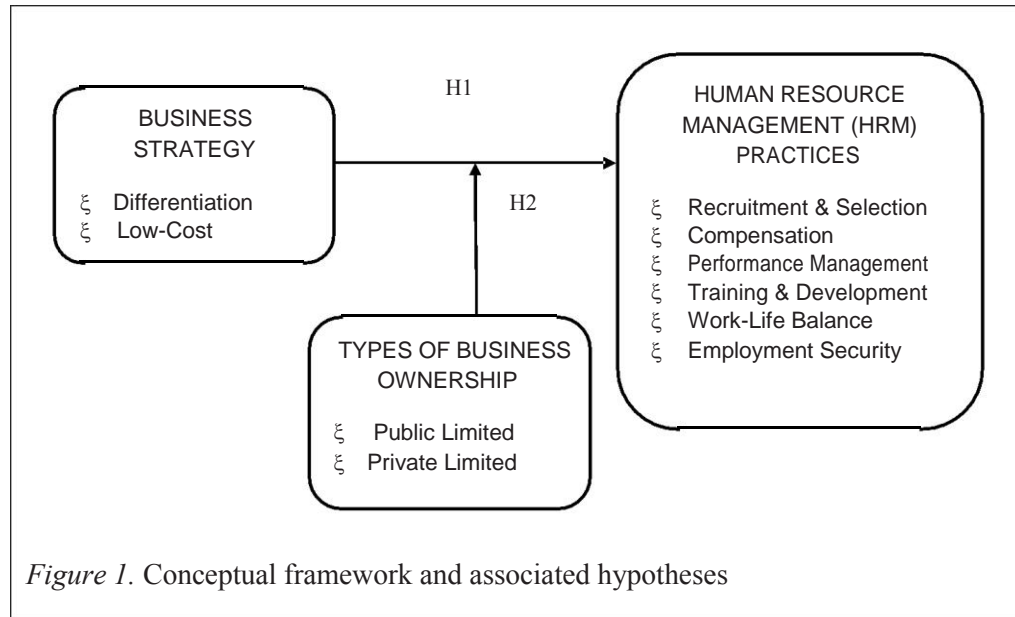 H1
BUSINESS
STRATEGY
ξ Differentiation
ξ Low-Cost
HUMAN RESOURCE
MANAGEMENT (HRM)
PRACTICES
ξ Recruitment & Selection
ξ Compensation
ξ Performance Management
ξ Training & Development
ξ Work-Life Balance
ξ Employment Security
H2
TYPES OF BUSINESS
OWNERSHIP
ξ Public Limited
ξ Private Limited
Figure 1. Conceptual framework and associated hypotheses